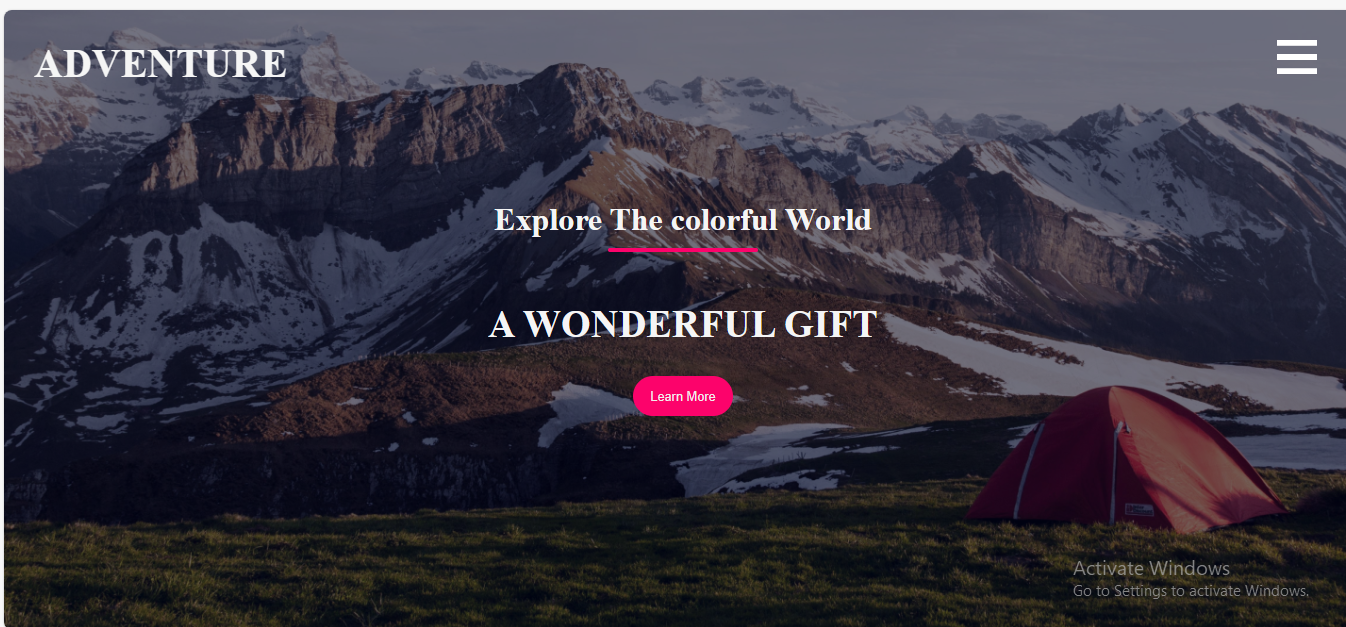 ADVENTURE
Explore The colorful World
A WONDERFUL GIFT
Learn More
Activate Windows
Go to Settings to activate Windows.